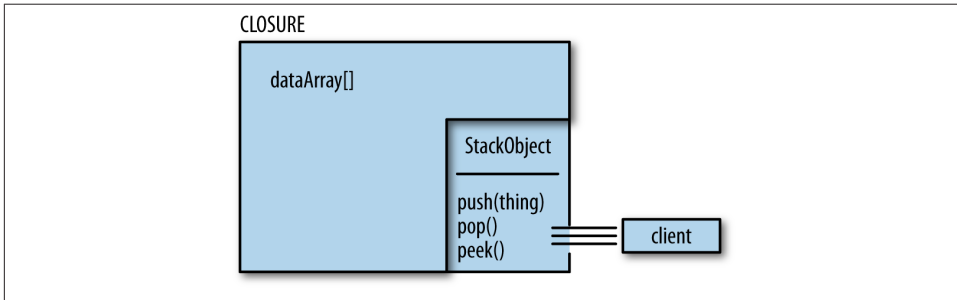 CLOSURE
dataArray[]
StackObject
push(thing)
pop()
peek()
client